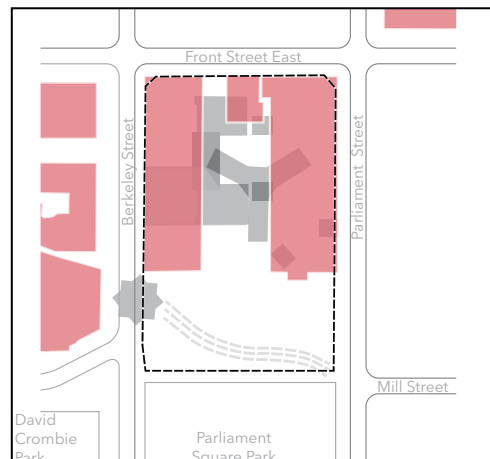 Front Street East
Berkeley Street
Parliament Street
Mill Street
David
Crombie
Park
Parliament
Square Park